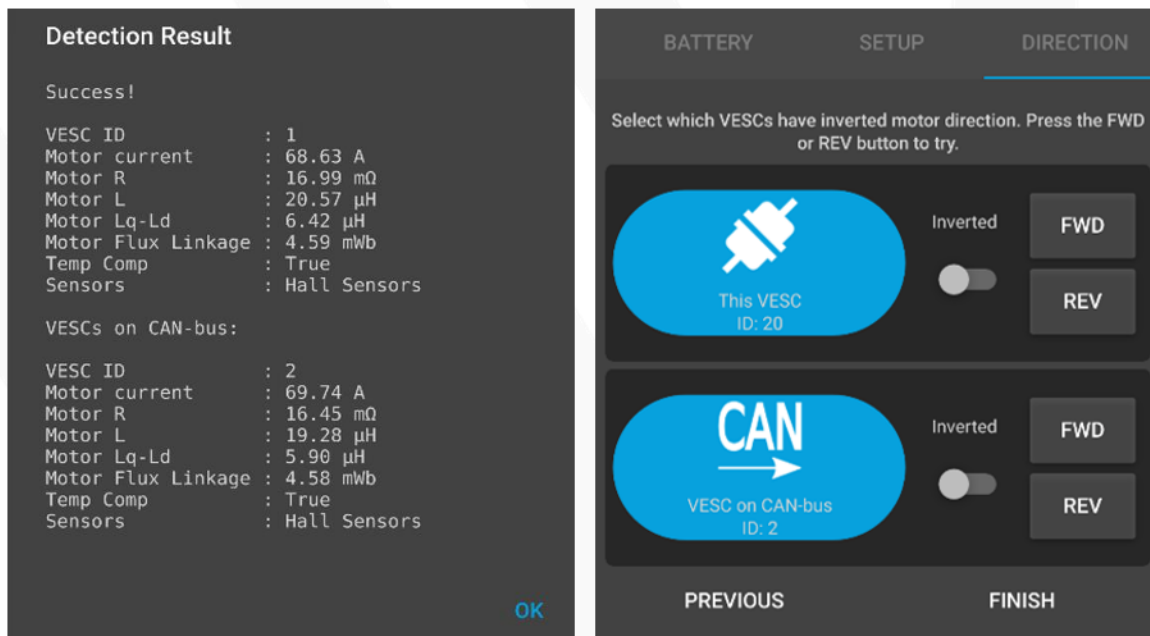 Detection Result
Success!
VESC ID : 1
Motor current : 68.63 A
Motor R : 16.99 mΩ
Motor L : 20.57 µH
Motor Lq-Ld : 6.42 µH
Motor Flux Linkage : 4.59 mWb
Temp Comp : True
Sensors : Hall Sensors
VESCs on CAN-bus:
VESC ID : 2
Motor current : 69.74 A
Motor R : 16.45 mΩ
Motor L : 19.28 µH
Motor Lq-Ld : 5.90 µH
Motor Flux Linkage : 4.58 mWb
Temp Comp : True
Sensors : Hall Sensors
OK
BATTERY SETUP DIRECTION
Select which VESCs have inverted motor direction. Press the FWD
or REV button to try.
This VESC
ID: 20
Inverted
FWD
REV
CAN
VESC on CAN-bus
ID: 2
Inverted
FWD
REV
PREVIOUS FINISH